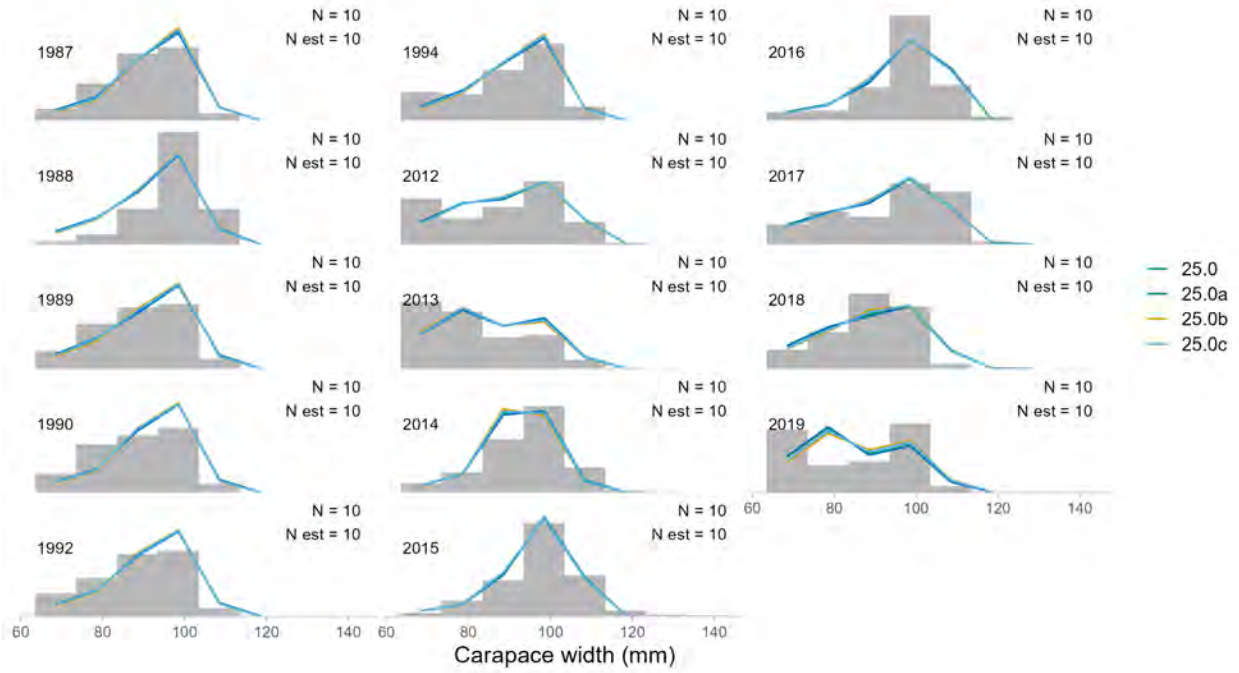 1987
N = 10
N est = 10
1994
N = 10
N est = 10
2016
N = 10
N est = 10
1988
N = 10
N est = 10
2012
N = 10
N est = 10
2017
N = 10
N est = 10
1989
N = 10
N est = 10
2013
N = 10
N est = 10
2018
N = 10
N est = 10
1990
N = 10
N est = 10
2014
N = 10
N est = 10
2019
N = 10
N est = 10
60 80 100 120 140
1992
N = 10
N est = 10
2015
N = 10
N est = 10
60 80 100 120 140
60 80 100 120 140
Carapace width (mm)
25.0
25.0a
25.0b
25.0c